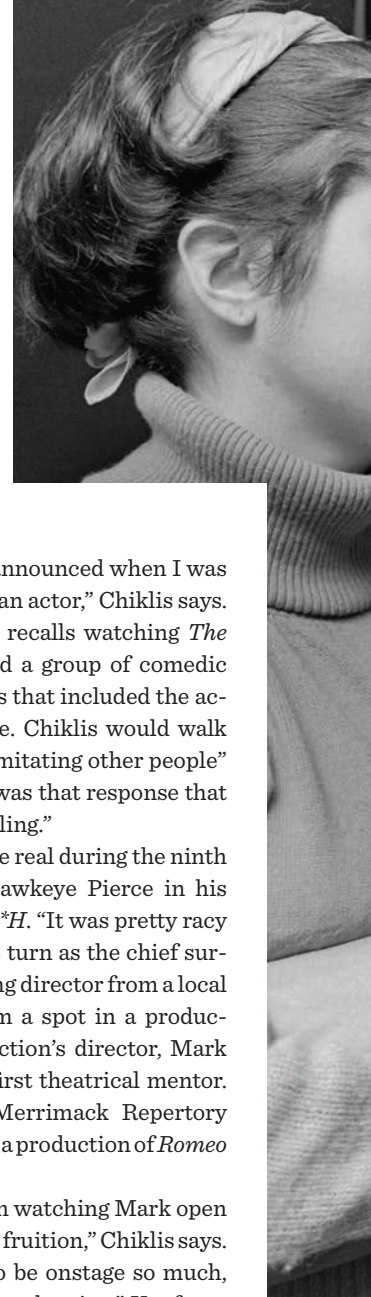 nnounced when I was
an actor,” Chiklis says.
recalls watching The
d a group of comedic
s that included the ac-
e. Chiklis would walk
mitating other people”
was that response that
ling.”
e real during the ninth
awkeye Pierce in his
*H. “It was pretty racy
turn as the chief sur-
ng director from a local
m a spot in a produc-
ction’s director, Mark
irst theatrical mentor.
Merrimack Repertory
a production of Romeo
n watching Mark open
fruition,” Chiklis says.
o be onstage so much,